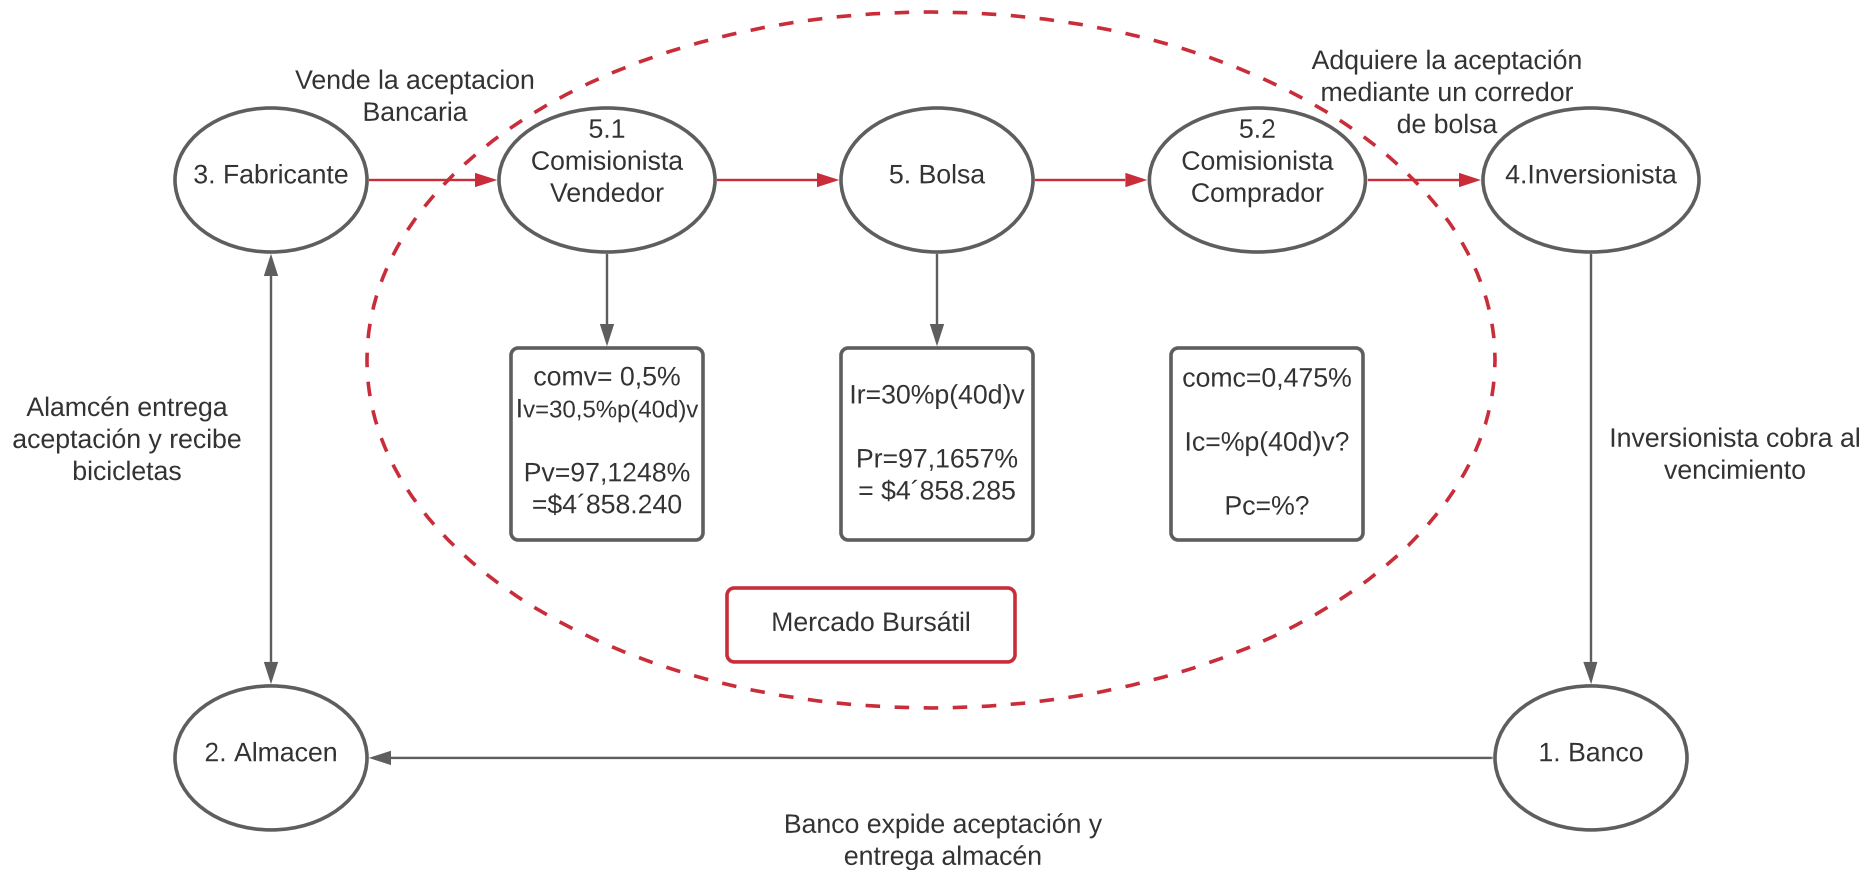 Vende la aceptacion
Bancaria
Adquiere la aceptación
mediante un corredor
de bolsa
3. Fabricante
5.1
Comisionista
Vendedor
5. Bolsa
5.2
Comisionista
Comprador
4.Inversionista
comv= 0,5%
Iv=30,5%p(40d)v
Pv=97,1248%
=$4´858.240
Ir=30%p(40d)v
Pr=97,1657%
= $4´858.285
comc=0,475%
Ic=%p(40d)v?
Pc=%?
Alamcén entrega
aceptación y recibe
bicicletas
Inversionista cobra al
vencimiento
Mercado Bursátil
2. Almacen
1. Banco
Banco expide aceptación y
entrega almacén